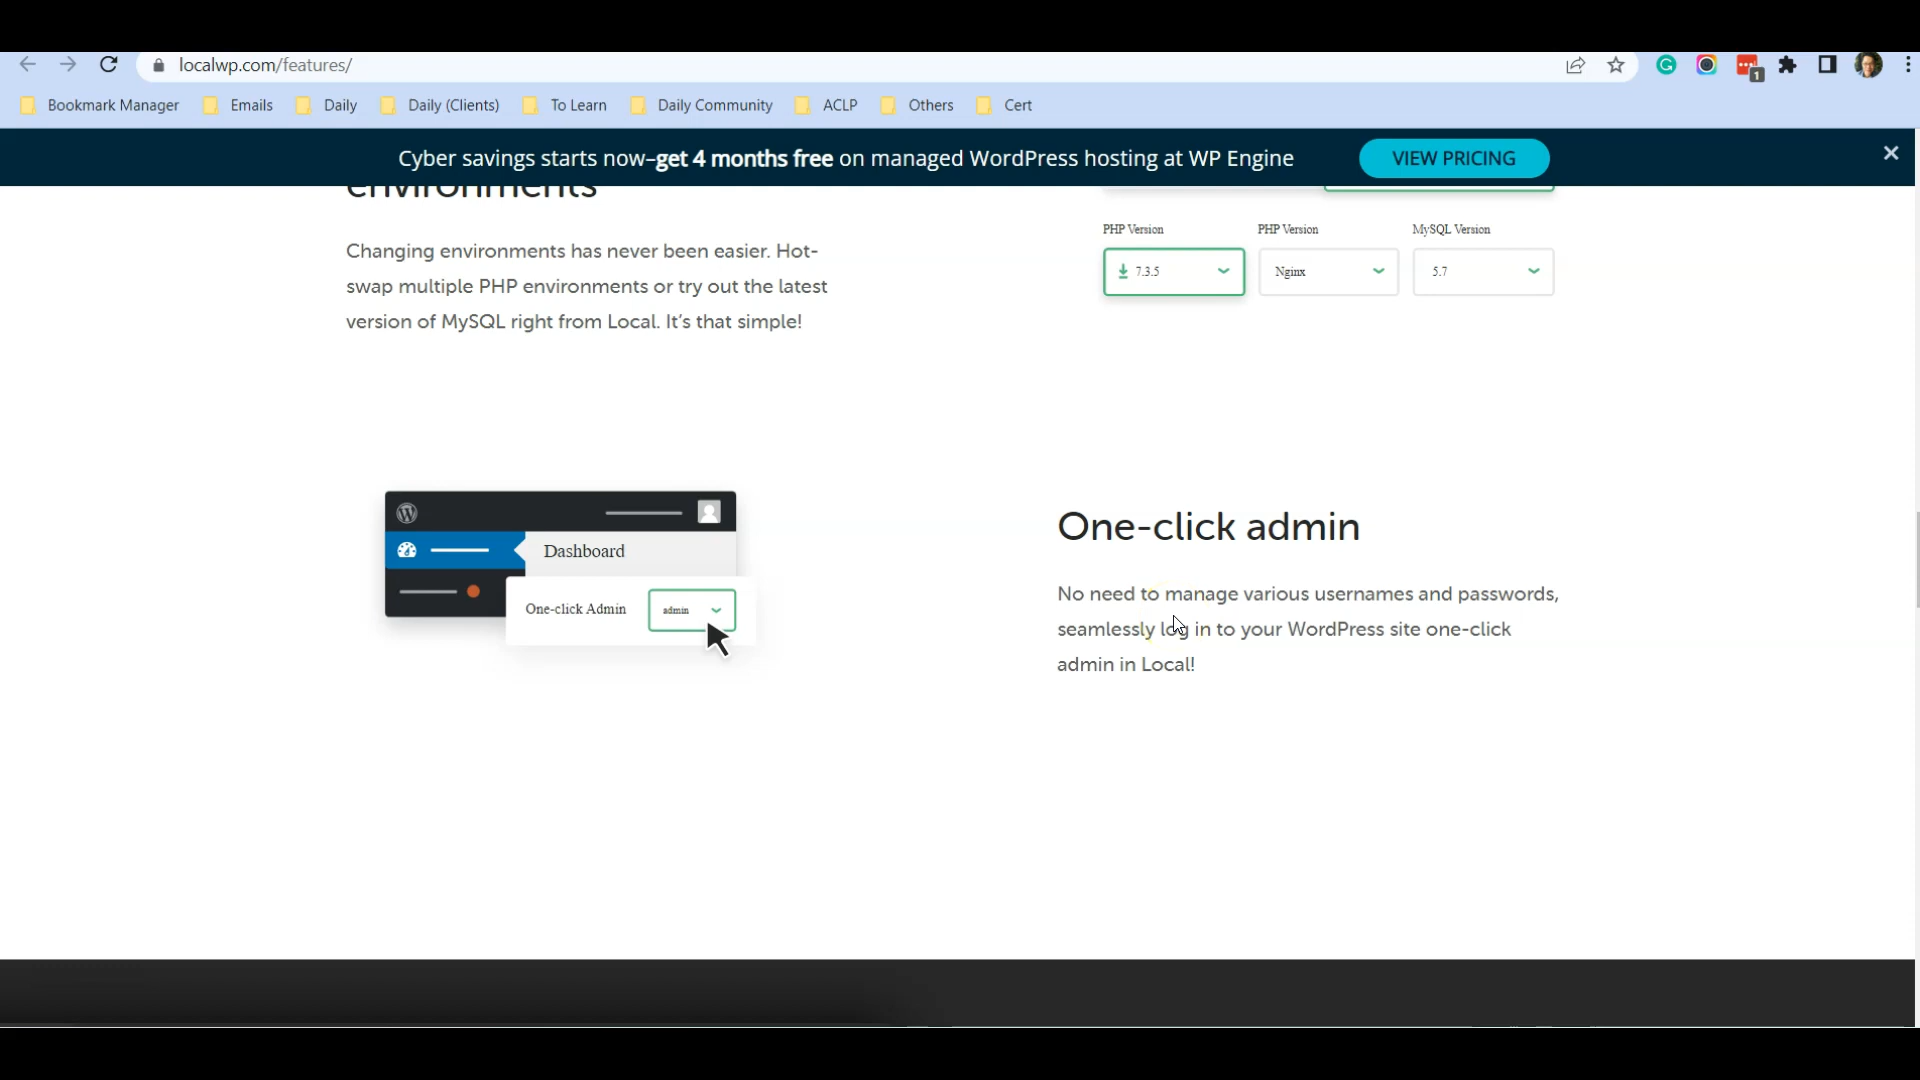 localwp.com/features/
Bookmark Manager Emails Daily Daily (Clients) To Learn Daily Community ACLP Others Cert
Cyber savings starts now–get 4 months free on managed WordPress hosting at WP Engine VIEW PRICING
environments
Changing environments has never been easier. Hot-
swap multiple PHP environments or try out the latest
version of MySQL right from Local. It's that simple!
PHP Version PHP Version MySQL Version
7.3.5 Nginx 5.7
Dashboard
One-click Admin admin
One-click admin
No need to manage various usernames and passwords,
seamlessly log in to your WordPress site one-click
admin in Local!
1